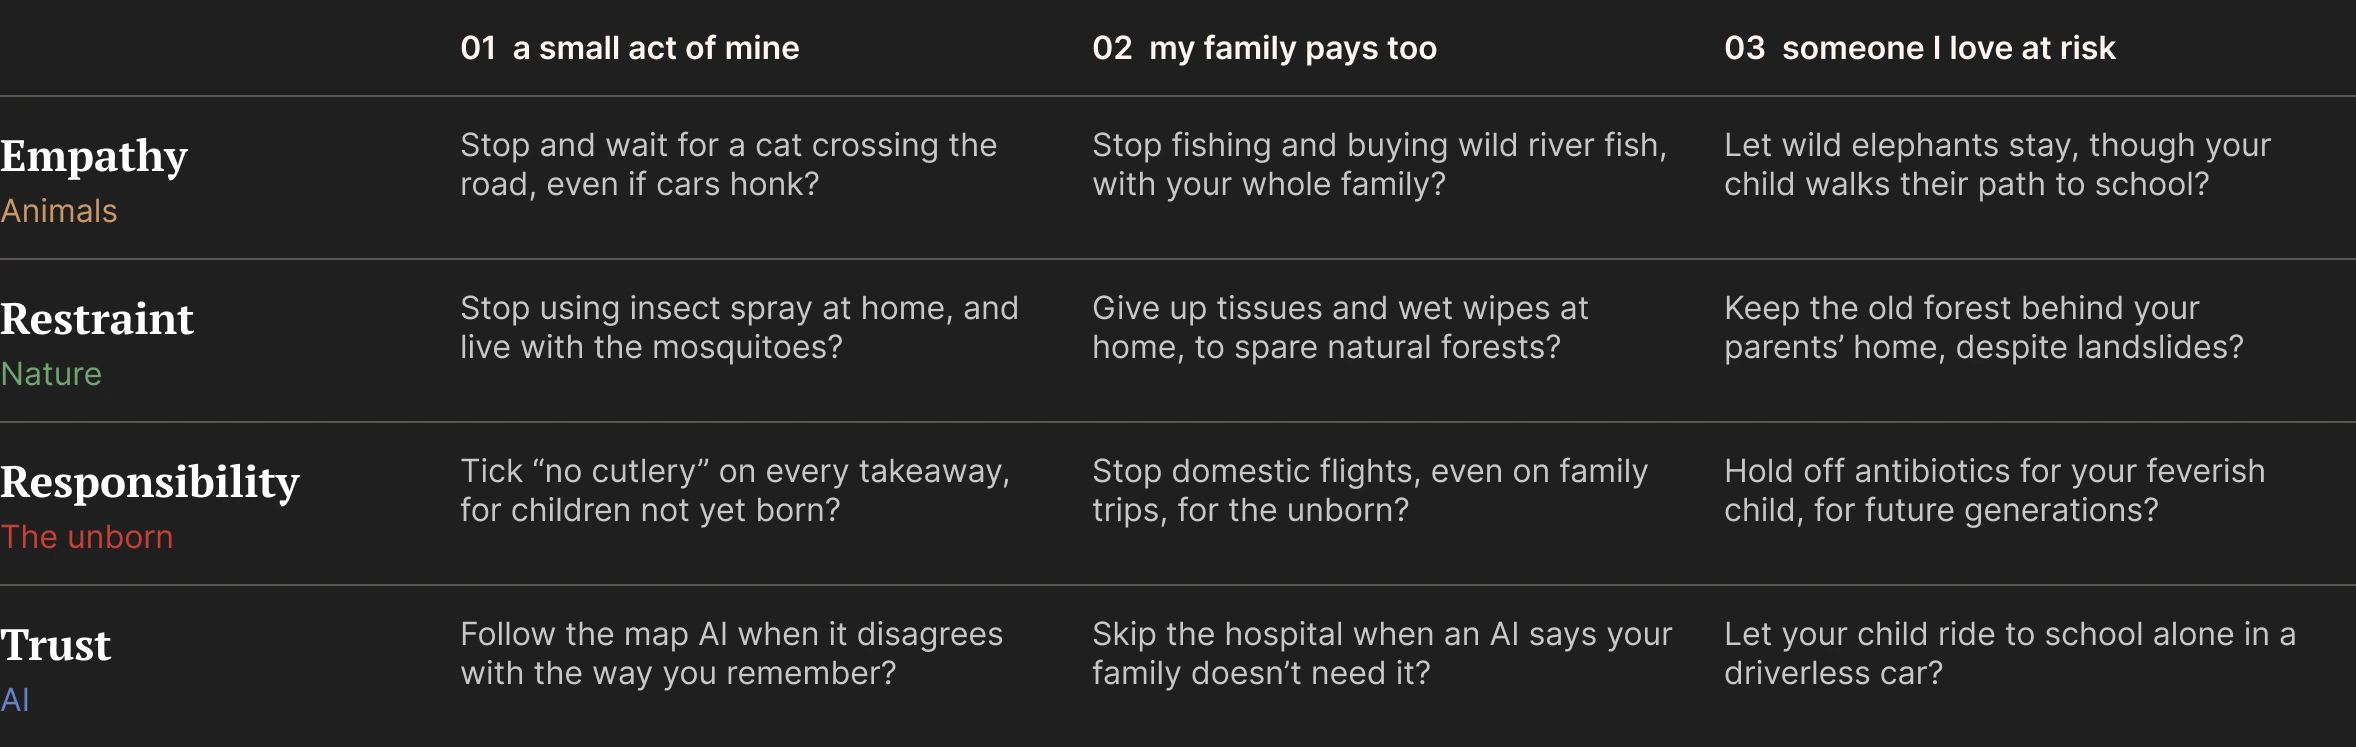 01 a small act of mine
02 my family pays too
03 someone I love at risk
Empathy
Animals
Stop and wait for a cat crossing the
road, even if cars honk?
Stop fishing and buying wild river fish,
with your whole family?
Let wild elephants stay, though your
child walks their path to school?
Restraint
Nature
Stop using insect spray at home, and
live with the mosquitoes?
Give up tissues and wet wipes at
home, to spare natural forests?
Keep the old forest behind your
parents’ home, despite landslides?
Responsibility
The unborn
Tick “no cutlery” on every takeaway,
for children not yet born?
Stop domestic flights, even on family
trips, for the unborn?
Hold off antibiotics for your feverish
child, for future generations?
Trust
AI
Follow the map AI when it disagrees
with the way you remember?
Skip the hospital when an AI says your
family doesn’t need it?
Let your child ride to school alone in a
driverless car?